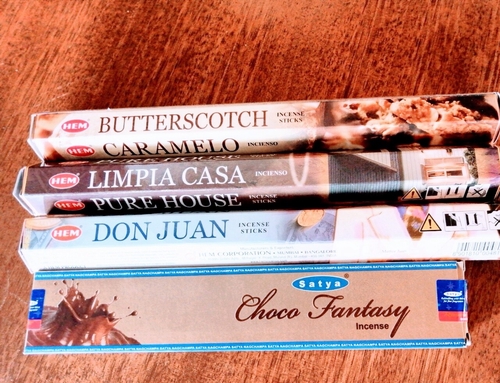 HEM BUTTERSCOTCH INCENSE STICKS
HEM CARAMELO INCIENSO
HEM LIMPIA CASA INCIENSO
HEM PURE HOUSE INCENSE STICKS
HEM DON JUAN INCENSE STICKS
Satya
Choco Fantasy
Incense